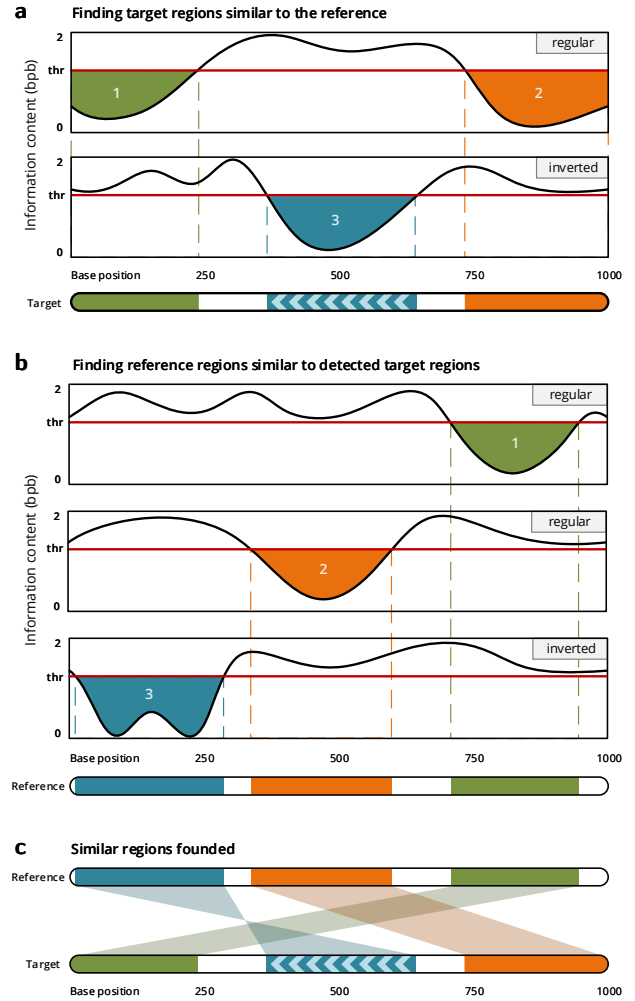 a Finding target regions similar to the reference
2
regular
thr
1
2
0
Information content (bpb)
2
inverted
thr
3
0
Base position 250 500 750 1000
Target
b Finding reference regions similar to detected target regions
2
regular
thr
1
0
Information content (bpb)
2
regular
thr
2
0
2
inverted
thr
3
0
Base position 250 500 750 1000
Reference
c Similar regions founded
Reference
Target
Base position 250 500 750 1000